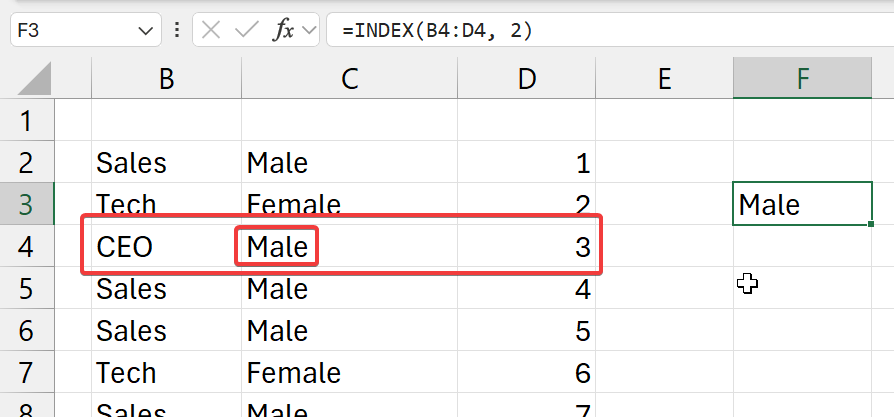 F3 fx =INDEX(B4:D4, 2)
B C D E F
1
2 Sales Male 1
3 Tech Female 2 Male
4 CEO Male 3
5 Sales Male 4
6 Sales Male 5
7 Tech Female 6
8 Sales Male 7